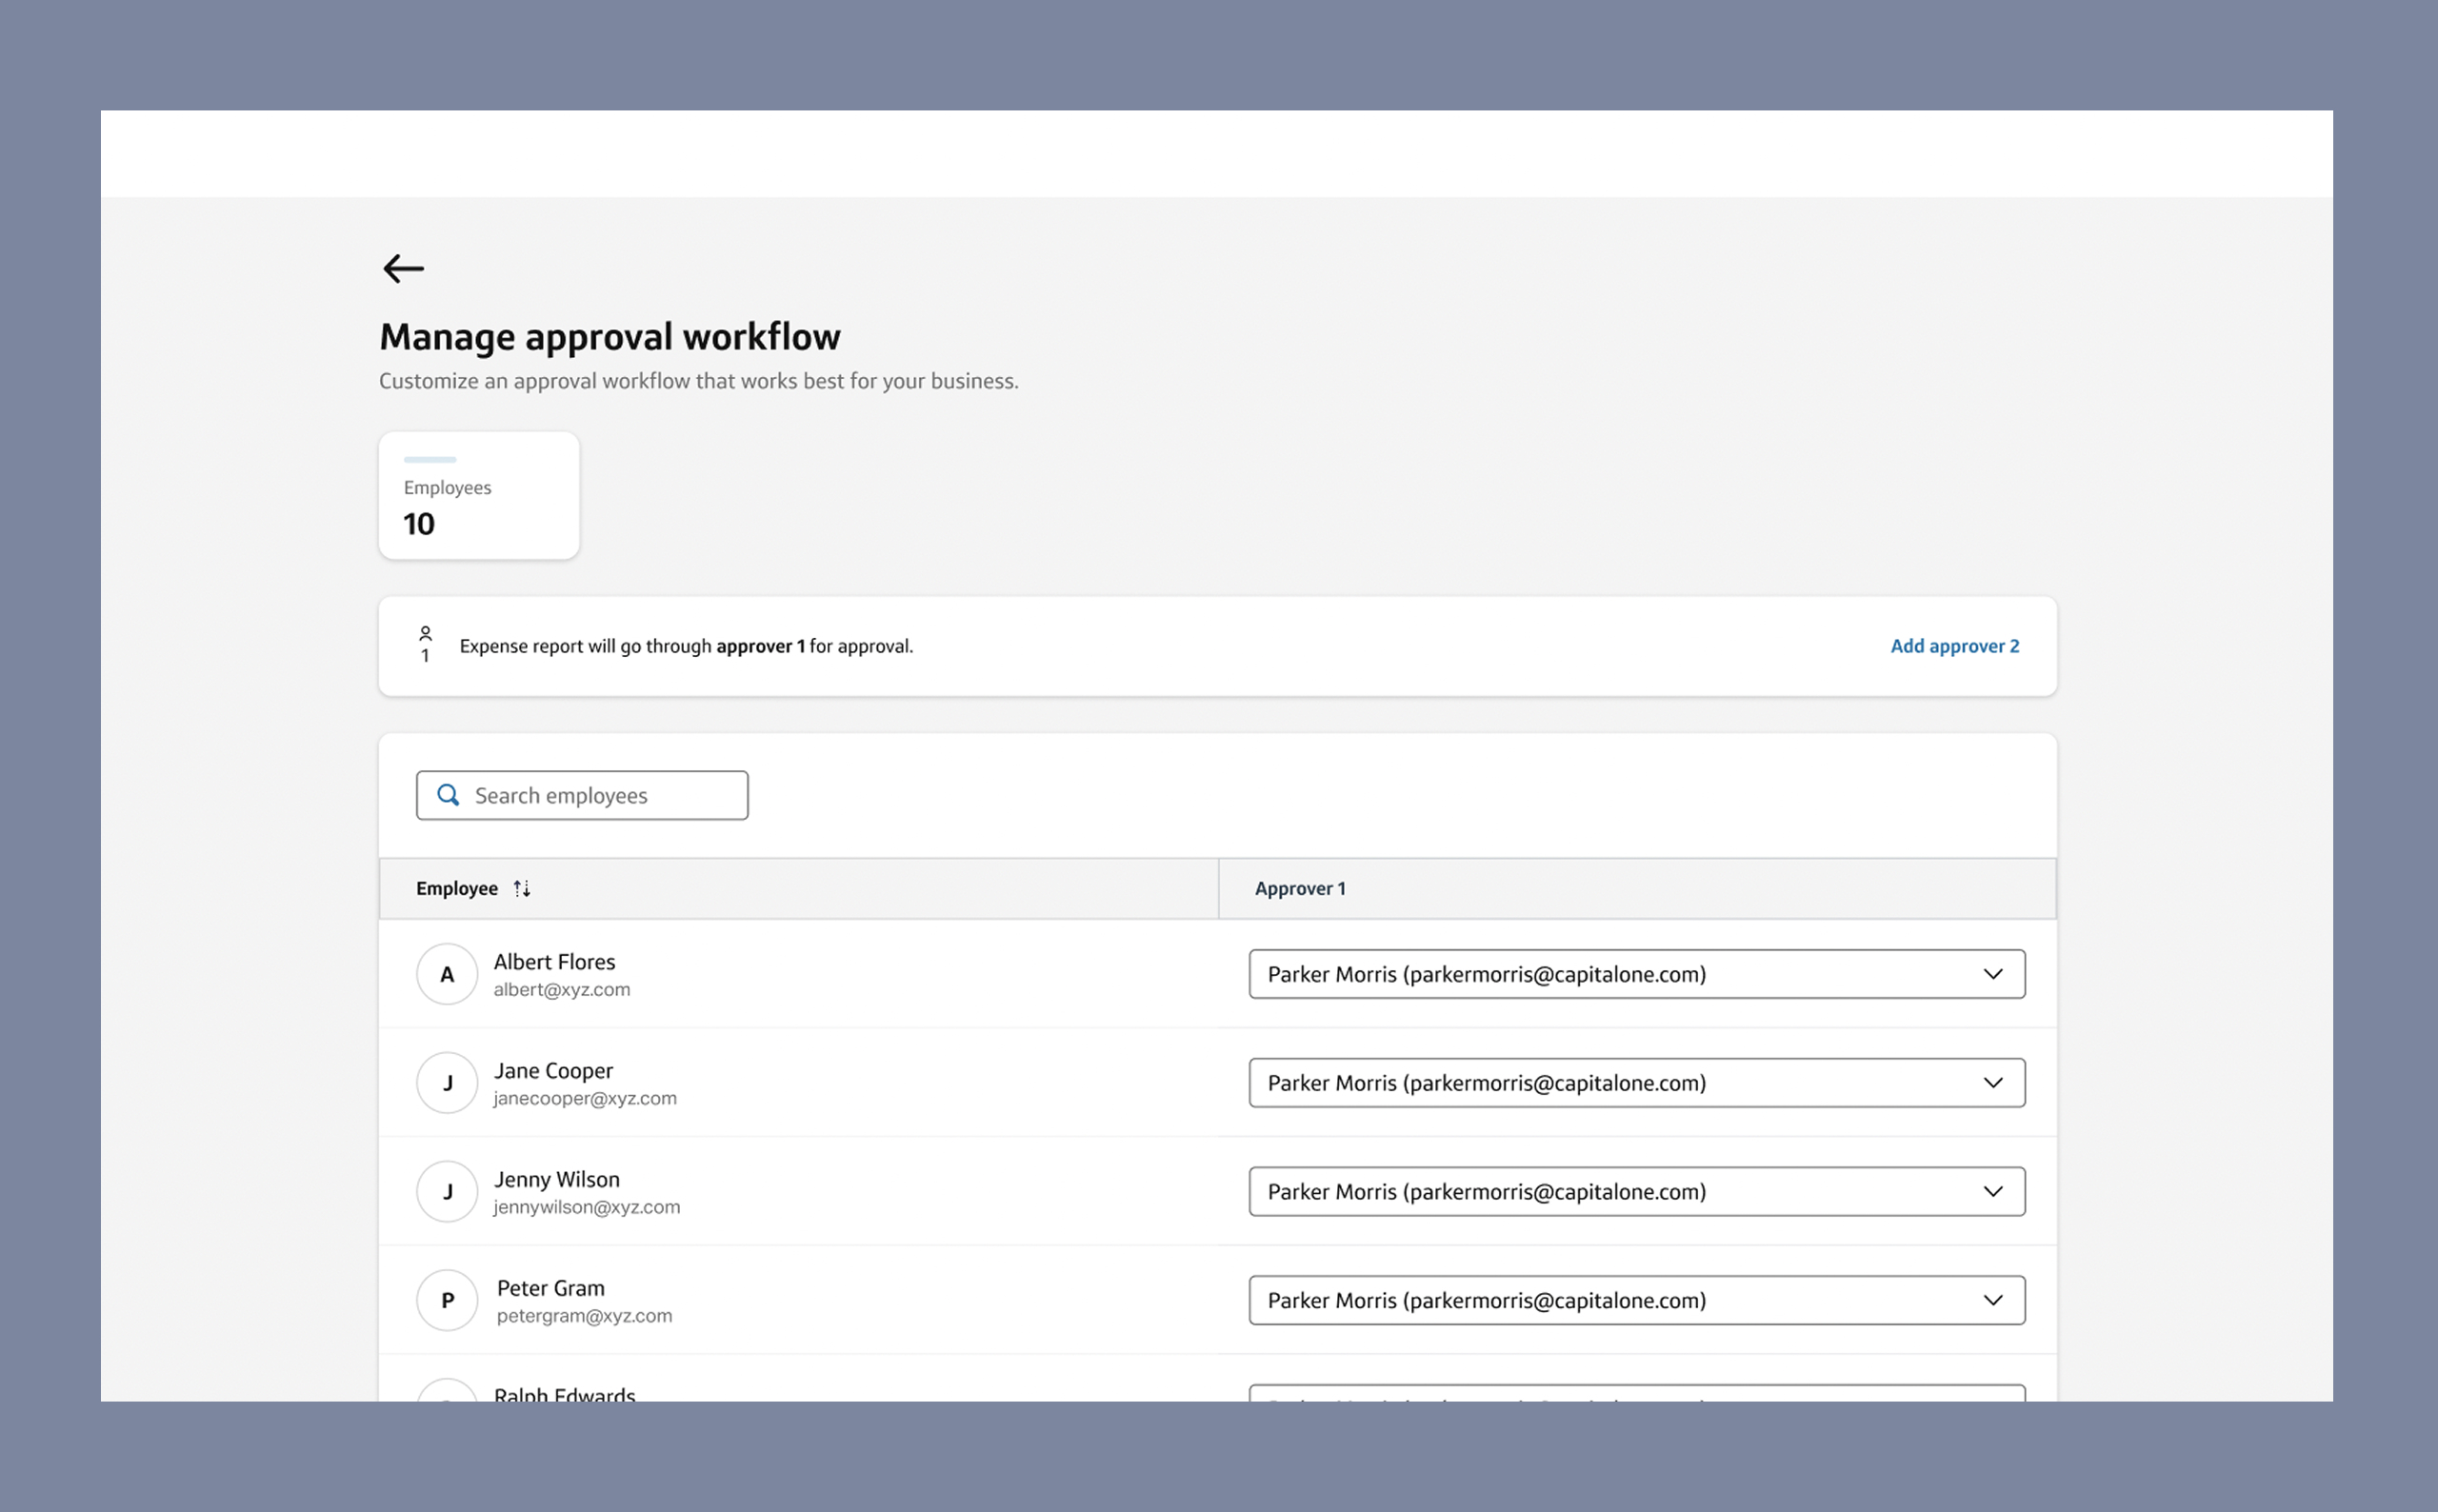 Manage approval workflow
Customize an approval workflow that works best for your business.
Employees
10
1
Expense report will go through approver 1 for approval.
Add approver 2
Search employees
Employee
Approver 1
A
Albert Flores
albert@xyz.com
Parker Morris (parkermorris@capitalone.com)
J
Jane Cooper
janecooper@xyz.com
Parker Morris (parkermorris@capitalone.com)
J
Jenny Wilson
jennywilson@xyz.com
Parker Morris (parkermorris@capitalone.com)
P
Peter Gram
petergram@xyz.com
Parker Morris (parkermorris@capitalone.com)
Ralph Edwards